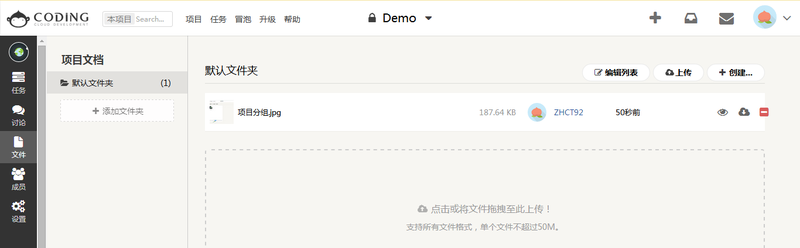 CODING
CLOUD DEVELOPMENT
本项目 Search...
项目 任务 冒泡 升级 帮助
Demo
任务
讨论
文件
成员
设置
项目文档
默认文件夹 (1)
添加文件夹
默认文件夹
编辑列表 上传 创建...
项目分组.jpg 187.64 KB ZHCT92 50秒前
点击或将文件拖拽至此上传！
支持所有文件格式，单个文件不超过50M。